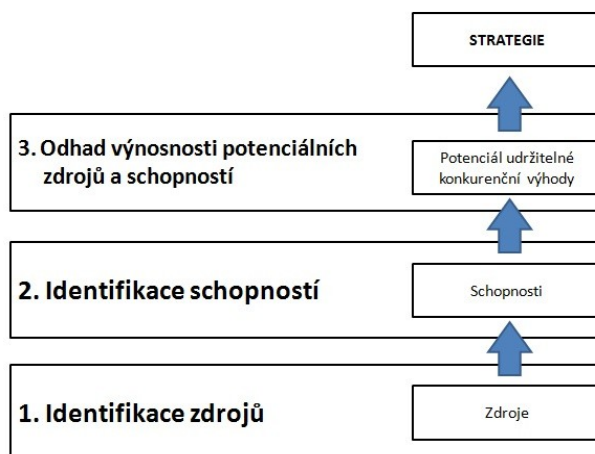 STRATEGIE
3. Odhad výnosnosti potenciálních
zdrojů a schopností
Potenciál udržitelné
konkurenční výhody
2. Identifikace schopností
Schopnosti
1. Identifikace zdrojů
Zdroje